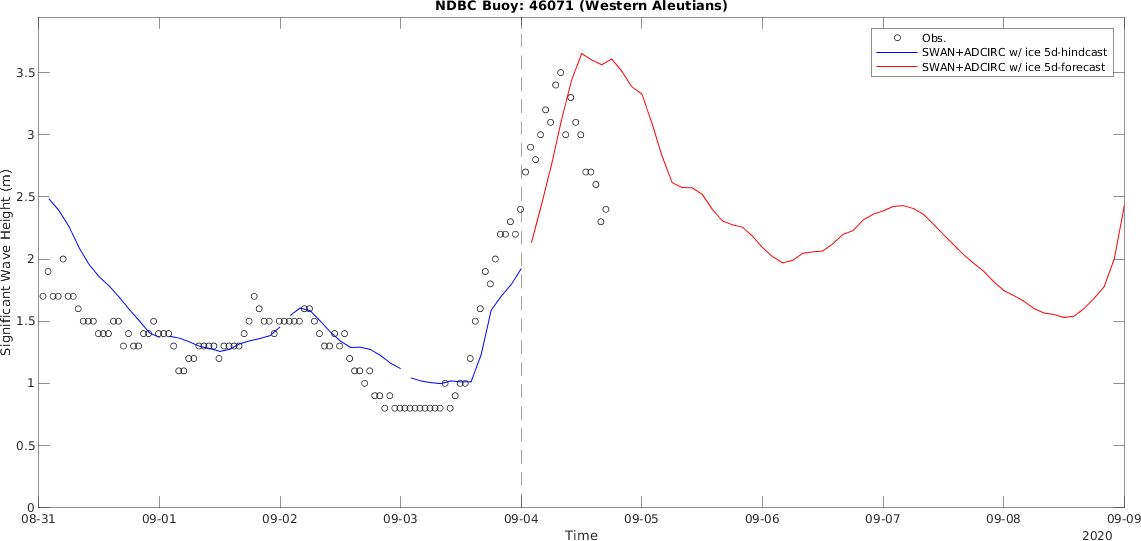 NDBC Buoy: 46071 (Western Aleutians)
Obs.
SWAN+ADCIRC w/ ice 5d-hindcast
SWAN+ADCIRC w/ ice 5d-forecast
Significant Wave Height (m)
3.5
3
2.5
2
1.5
1
0.5
0
08-31 09-01 09-02 09-03 09-04 09-05 09-06 09-07 09-08 09-09
Time
2020